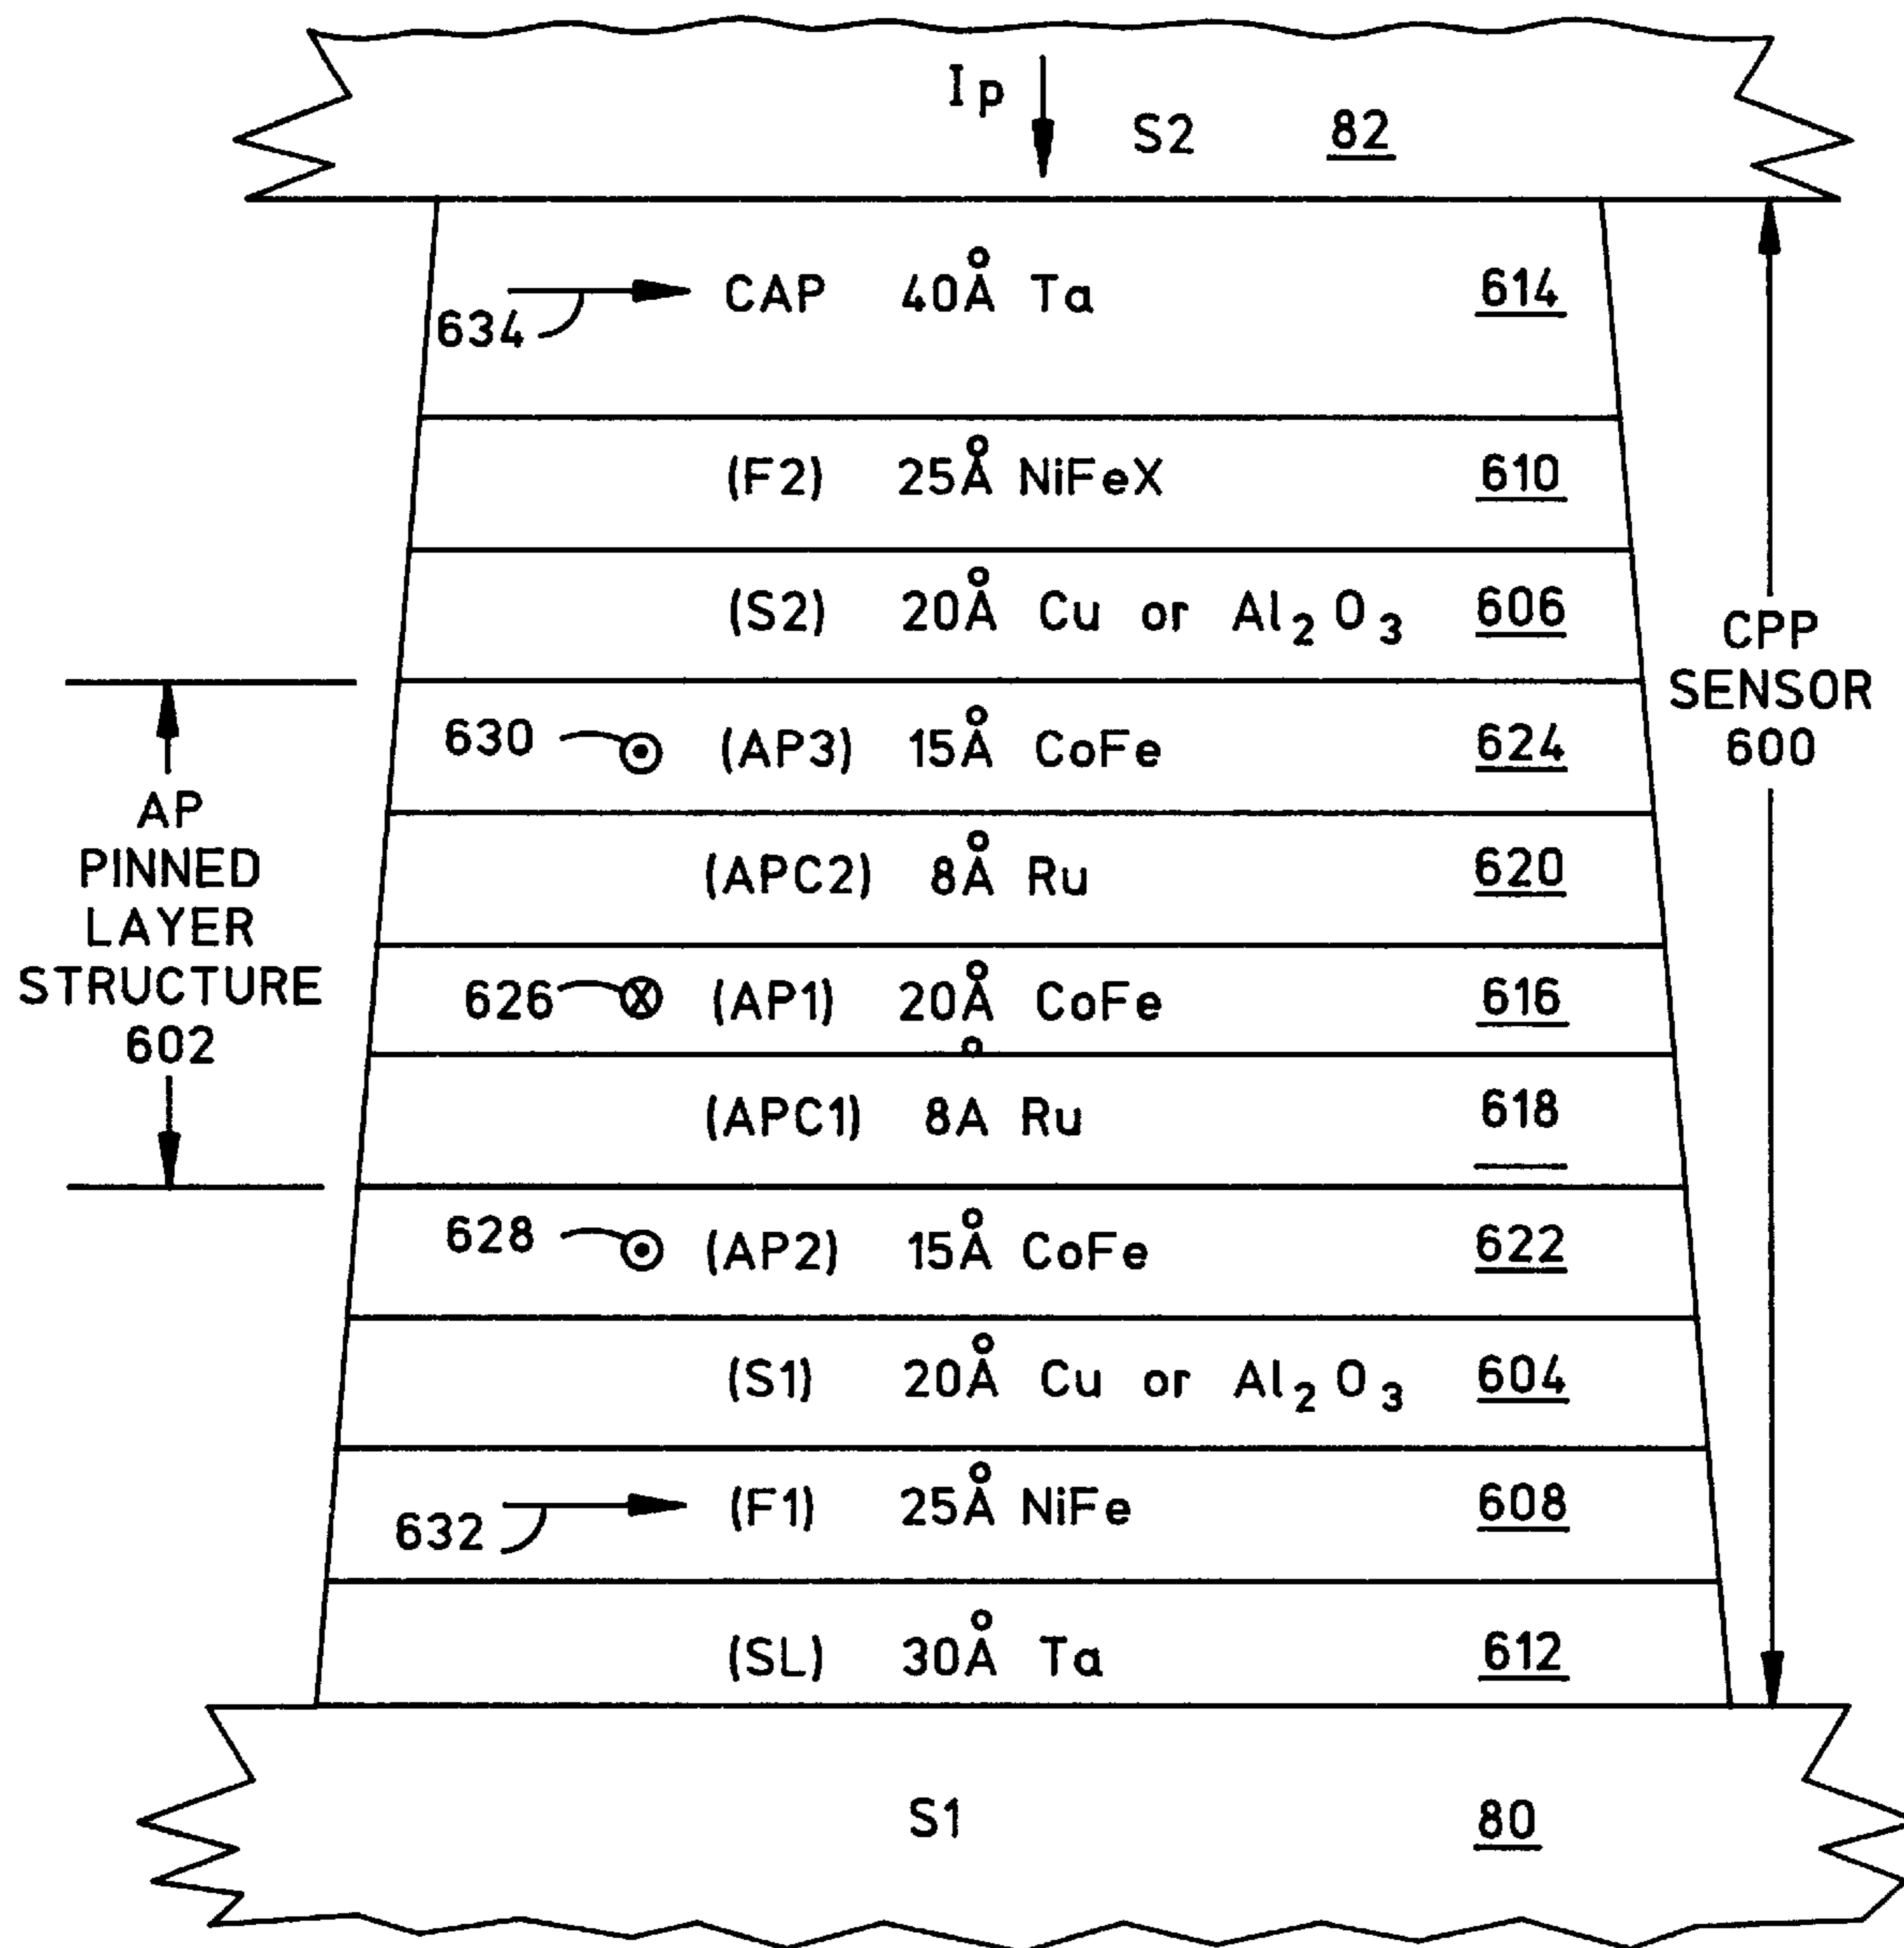 Ip
S2 82
634 CAP 40Å Ta 614
(F2) 25Å NiFeX 610
(S2) 20Å Cu or Al₂O₃ 606
CPP
SENSOR
600
630 (AP3) 15Å CoFe 624
AP
PINNED
LAYER
STRUCTURE
602
(APC2) 8Å Ru 620
626 (AP1) 20Å CoFe 616
(APC1) 8Å Ru 618
628 (AP2) 15Å CoFe 622
(S1) 20Å Cu or Al₂O₃ 604
632 (F1) 25Å NiFe 608
(SL) 30Å Ta 612
S1 80